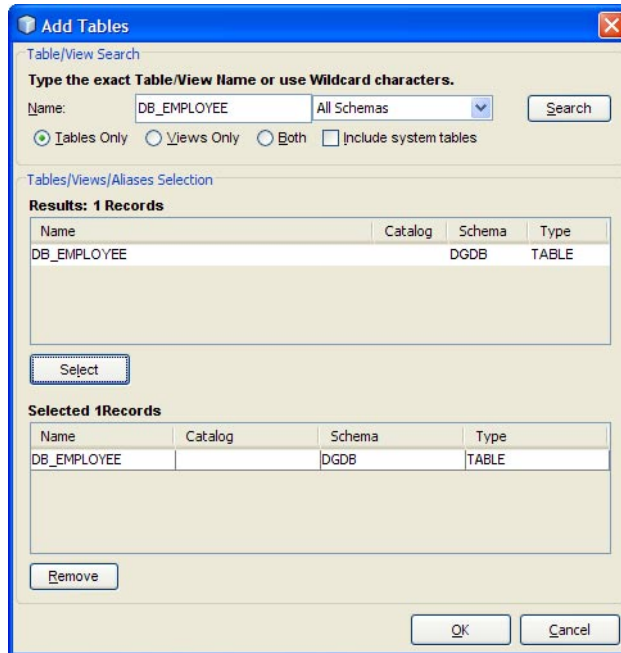 Add Tables
Table/View Search
Type the exact Table/View Name or use Wildcard characters.
Name: DB_EMPLOYEE All Schemas Search
Tables Only Views Only Both Include system tables
Tables/Views/Aliases Selection
Results: 1 Records
Name Catalog Schema Type
DB_EMPLOYEE DGDB TABLE
Select
Selected 1Records
Name Catalog Schema Type
DB_EMPLOYEE DGDB TABLE
Remove
OK Cancel